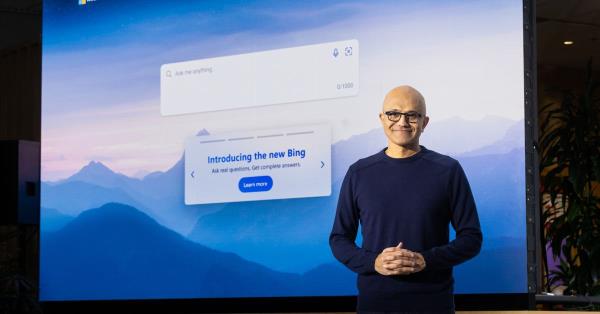 Ask me anything...
0/1000
Introducing the new Bing
Ask real questions. Get complete answers.
Learn more